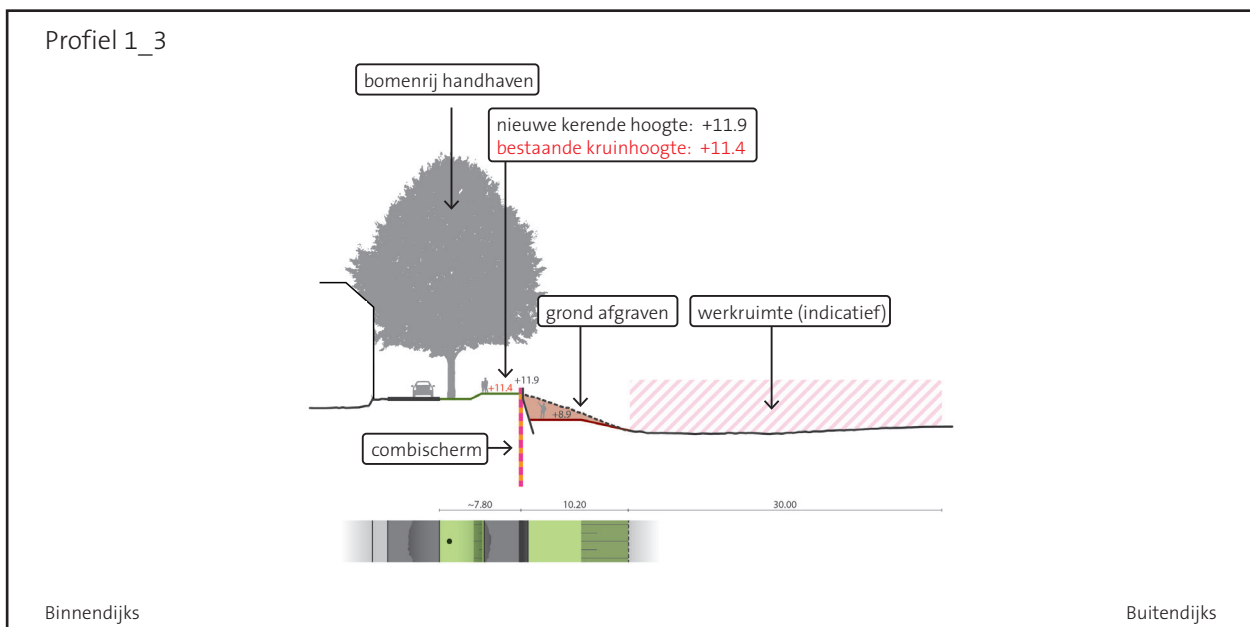 Profiel 1_3
bomenrij handhaven
nieuwe kerende hoogte: +11.9
bestaande kruinhoogte: +11.4
grond afgraven
werkruimte (indicatief)
+11.9
+11.4
+8.9
combischerm
~7.80
10.20
30.00
Binnendijks
Buitendijks